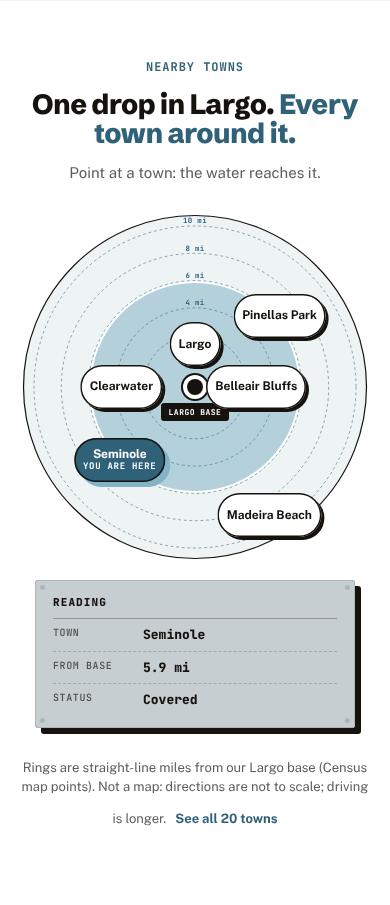 NEARBY TOWNS
One drop in Largo. Every
town around it.
Point at a town: the water reaches it.
10 mi
8 mi
6 mi
4 mi
Pinellas Park
Largo
Clearwater
Belleair Bluffs
LARGO BASE
Seminole
YOU ARE HERE
Madeira Beach
READING
TOWN Seminole
FROM BASE 5.9 mi
STATUS Covered
Rings are straight-line miles from our Largo base (Census
map points). Not a map: directions are not to scale; driving
is longer. See all 20 towns